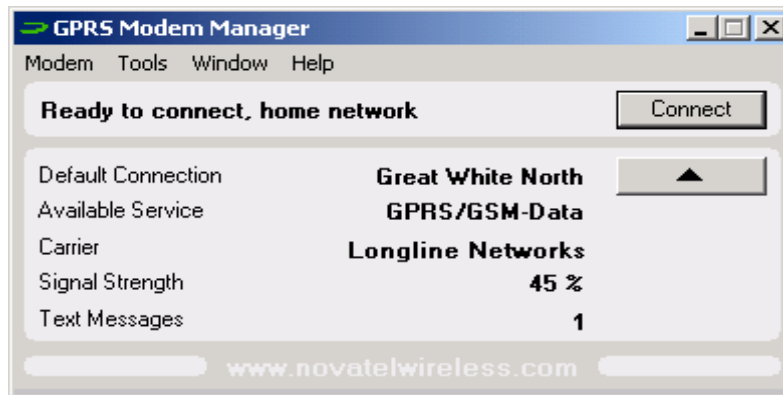 GPRS Modem Manager
Modem Tools Window Help
Ready to connect, home network Connect
Default Connection Great White North
Available Service GPRS/GSM-Data
Carrier Longline Networks
Signal Strength 45 %
Text Messages 1
www.novatelwireless.com